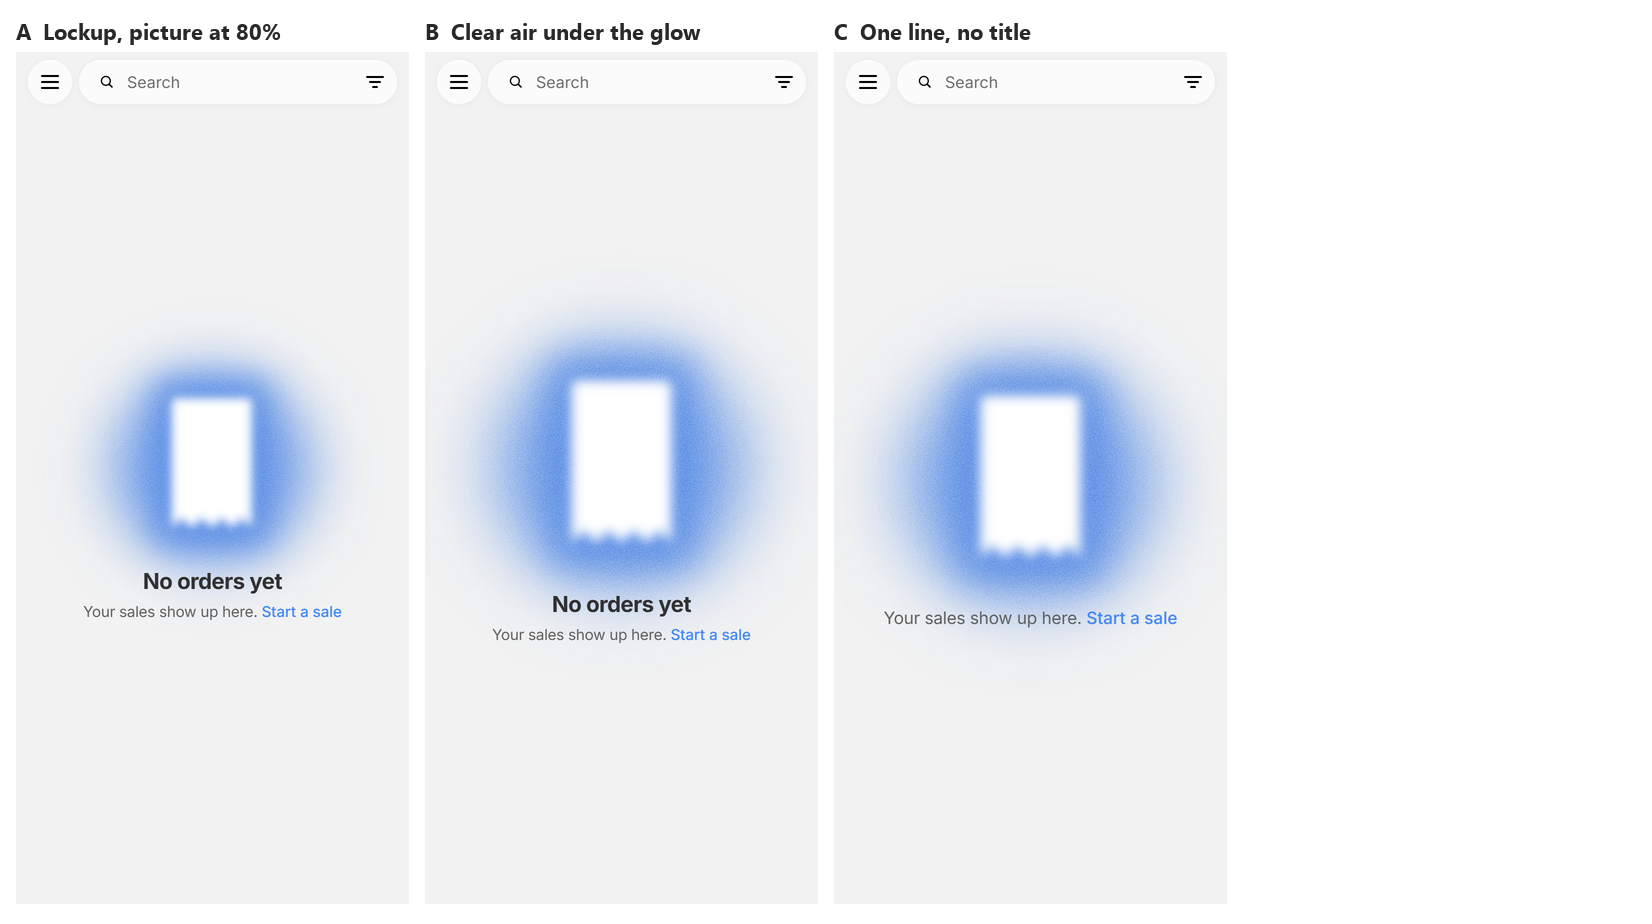 A Lockup, picture at 80%
Search
No orders yet
Your sales show up here. Start a sale
B Clear air under the glow
Search
No orders yet
Your sales show up here. Start a sale
C One line, no title
Search
Your sales show up here. Start a sale